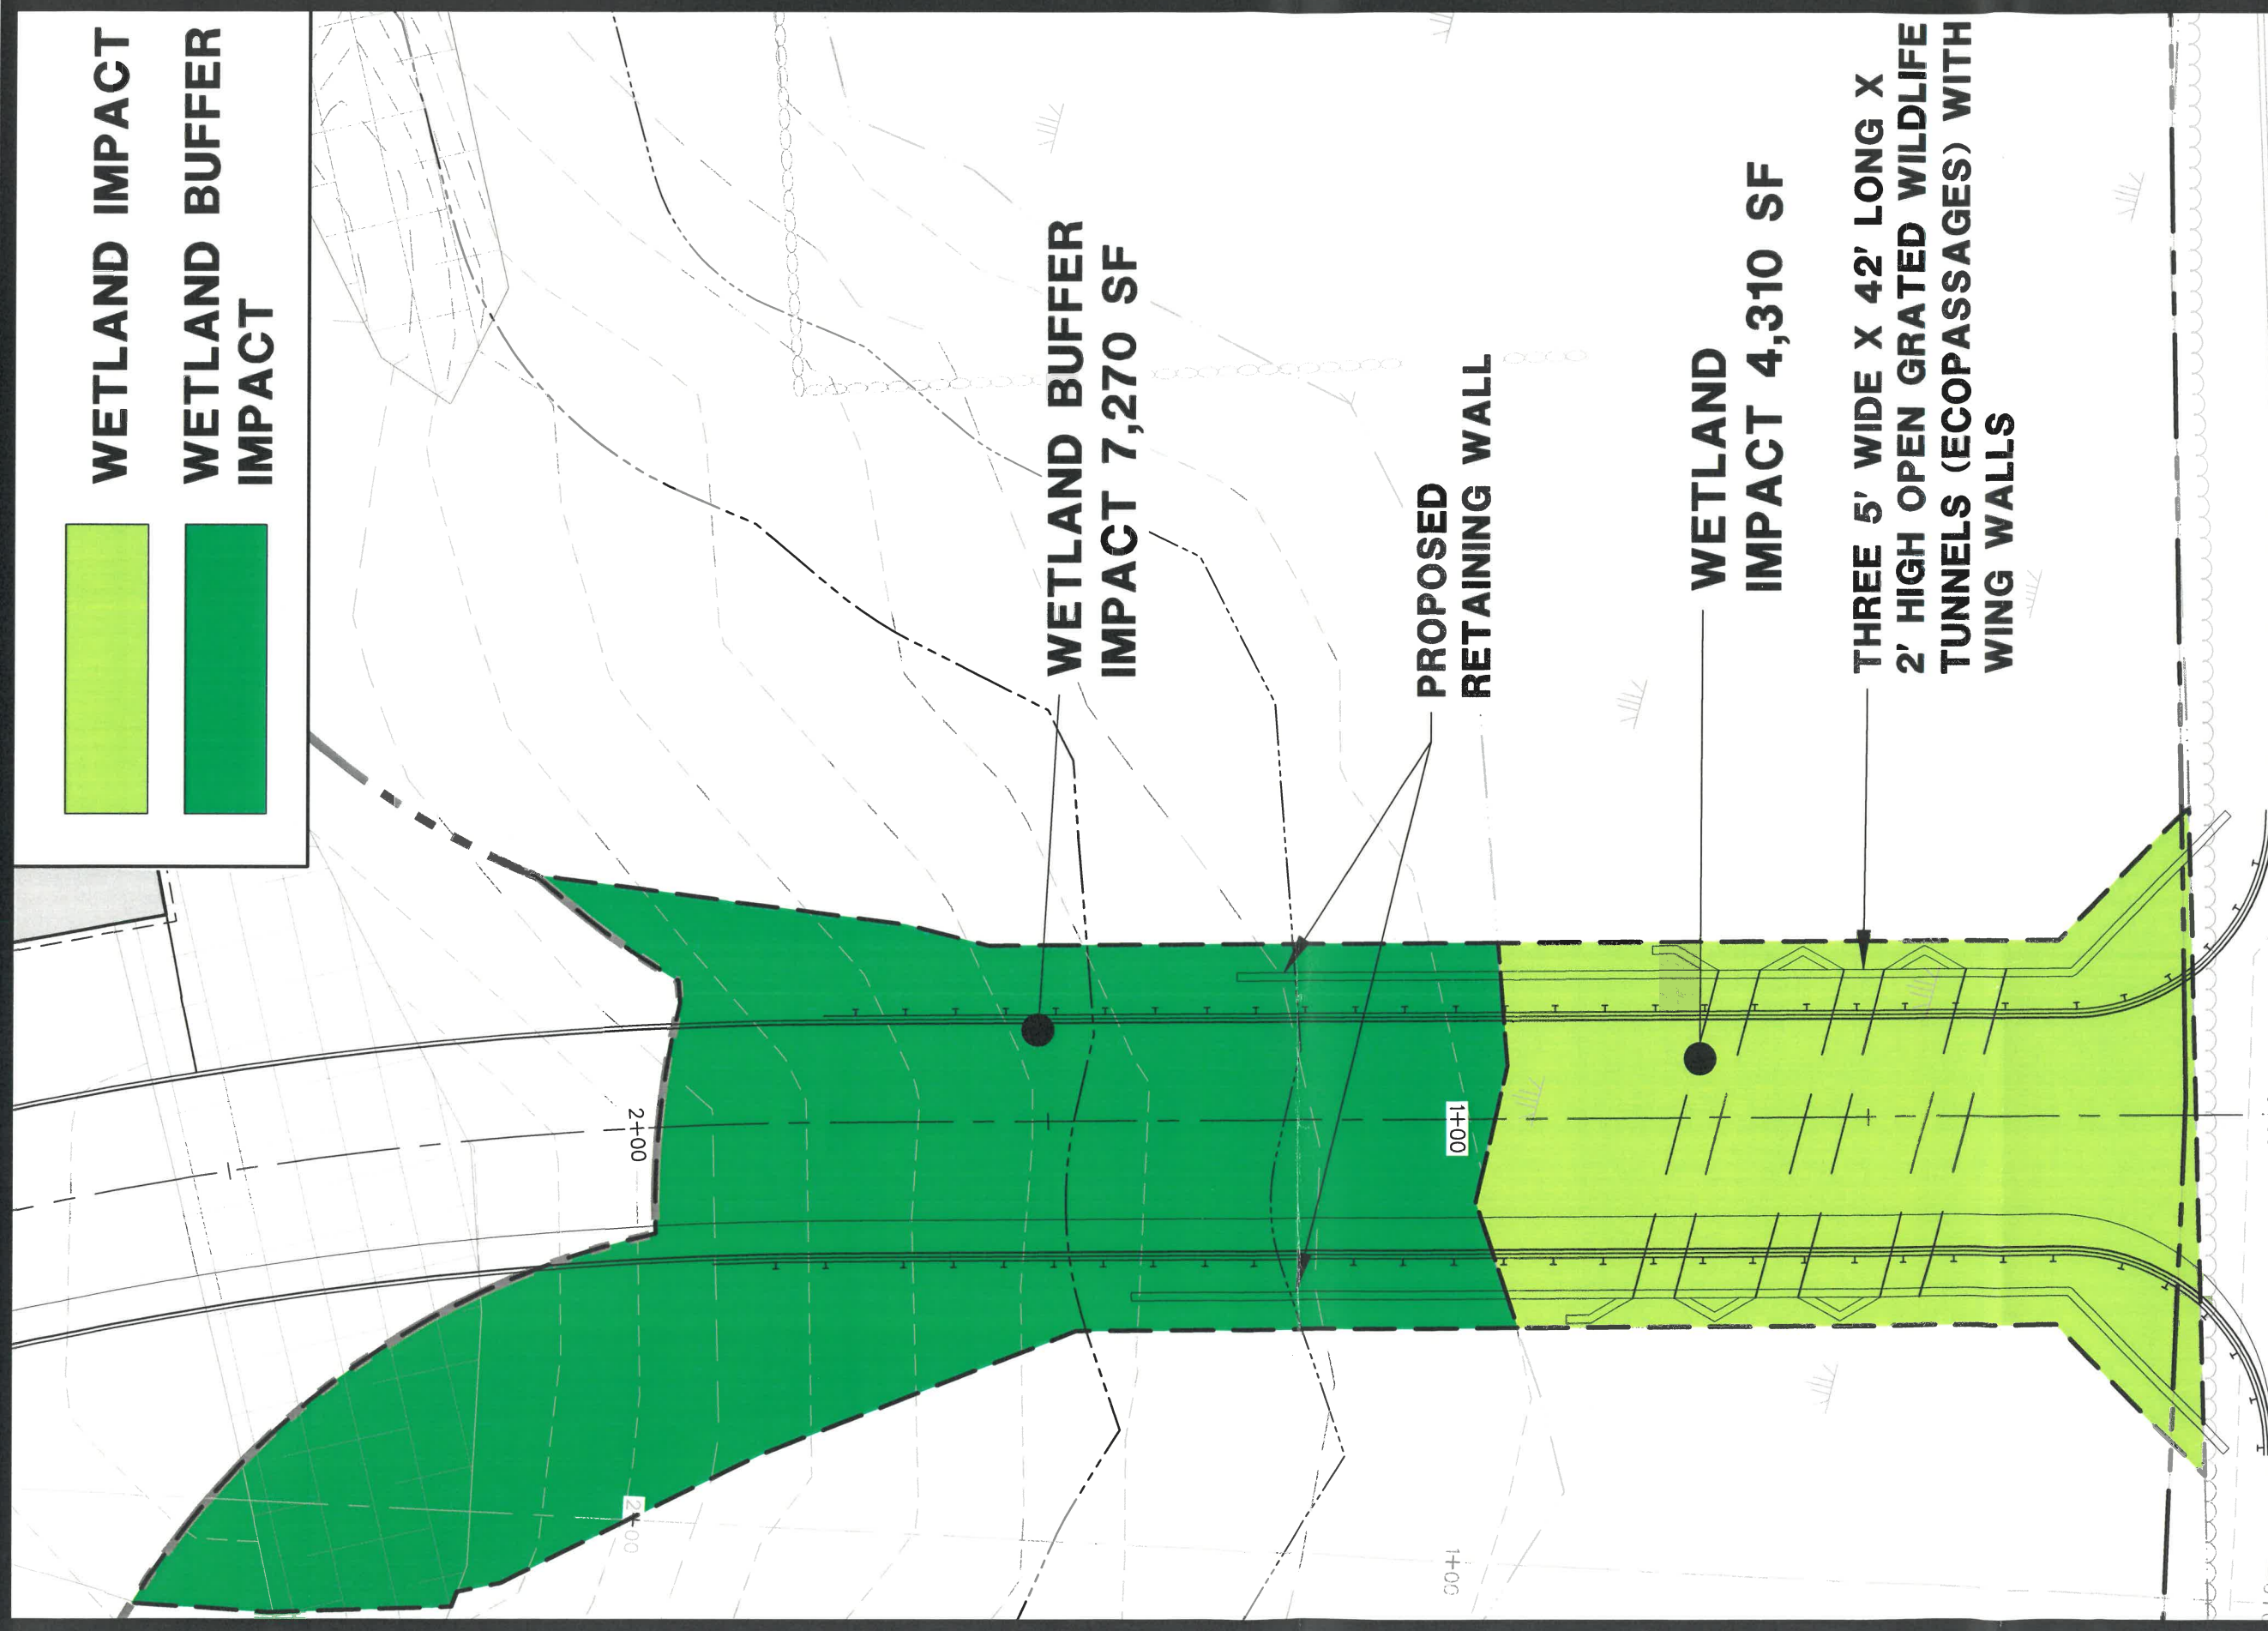 WETLAND IMPACT
WETLAND BUFFER
IMPACT
WETLAND BUFFER
IMPACT 7,270 SF
PROPOSED
RETAINING WALL
WETLAND
IMPACT 4,310 SF
THREE 5' WIDE X 42' LONG X
2' HIGH OPEN GRATED WILDLIFE
TUNNELS (ECOPASSAGES) WITH
WING WALLS
2+00
1+00
2+00
1+00